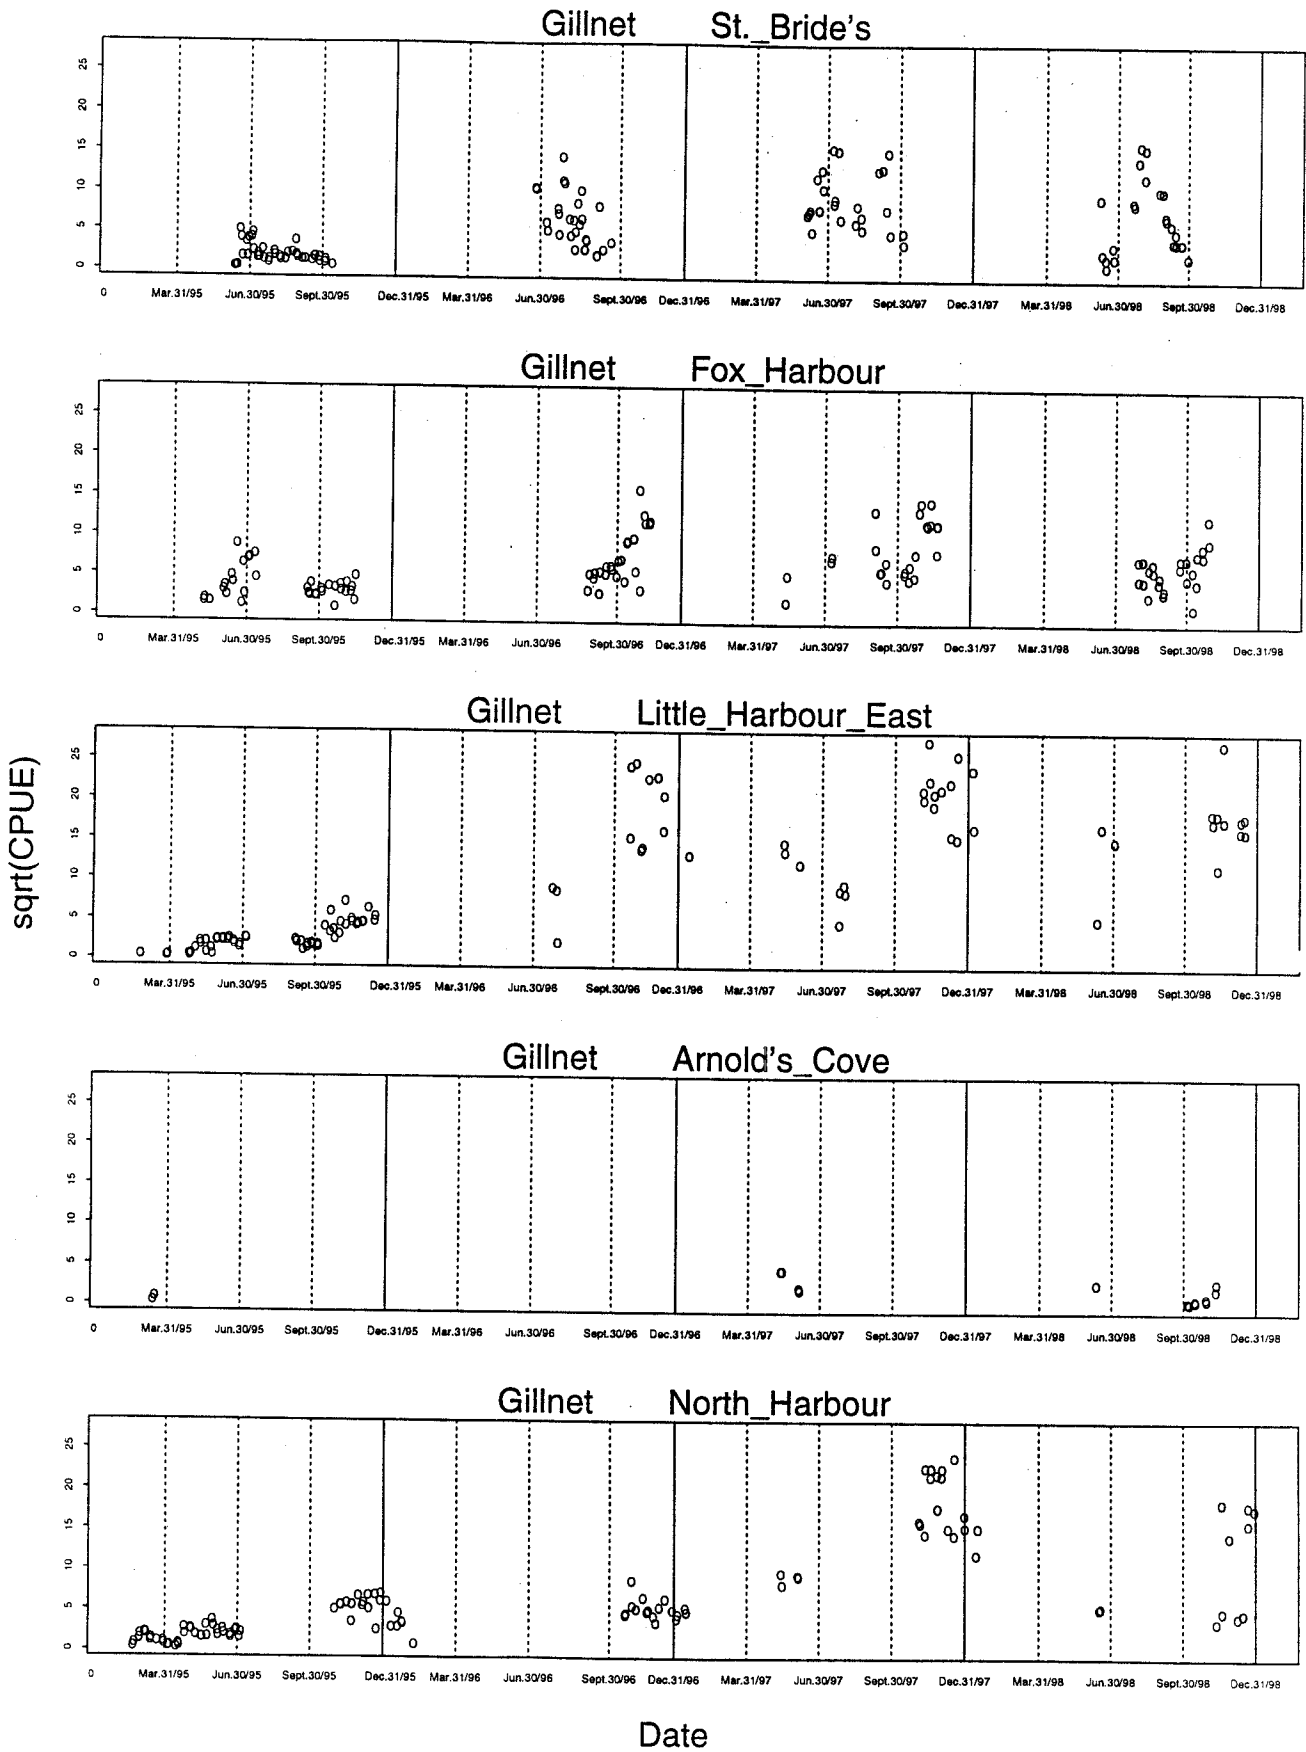 Gillnet St._Bride's
25
20
15
10
5
0
0 Mar.31/95 Jun.30/95 Sept.30/95 Dec.31/95 Mar.31/96 Jun.30/96 Sept.30/96 Dec.31/96 Mar.31/97 Jun.30/97 Sept.30/97 Dec.31/97 Mar.31/98 Jun.30/98 Sept.30/98 Dec.31/98
Gillnet Fox_Harbour
25
20
15
10
5
0
0 Mar.31/95 Jun.30/95 Sept.30/95 Dec.31/95 Mar.31/96 Jun.30/96 Sept.30/96 Dec.31/96 Mar.31/97 Jun.30/97 Sept.30/97 Dec.31/97 Mar.31/98 Jun.30/98 Sept.30/98 Dec.31/98
sqrt(CPUE)
Gillnet Little_Harbour_East
25
20
15
10
5
0
0 Mar.31/95 Jun.30/95 Sept.30/95 Dec.31/95 Mar.31/96 Jun.30/96 Sept.30/96 Dec.31/96 Mar.31/97 Jun.30/97 Sept.30/97 Dec.31/97 Mar.31/98 Jun.30/98 Sept.30/98 Dec.31/98
Gillnet Arnold's_Cove
25
20
15
10
5
0
0 Mar.31/95 Jun.30/95 Sept.30/95 Dec.31/95 Mar.31/96 Jun.30/96 Sept.30/96 Dec.31/96 Mar.31/97 Jun.30/97 Sept.30/97 Dec.31/97 Mar.31/98 Jun.30/98 Sept.30/98 Dec.31/98
Gillnet North_Harbour
25
20
15
10
5
0
0 Mar.31/95 Jun.30/95 Sept.30/95 Dec.31/95 Mar.31/96 Jun.30/96 Sept.30/96 Dec.31/96 Mar.31/97 Jun.30/97 Sept.30/97 Dec.31/97 Mar.31/98 Jun.30/98 Sept.30/98 Dec.31/98
Date